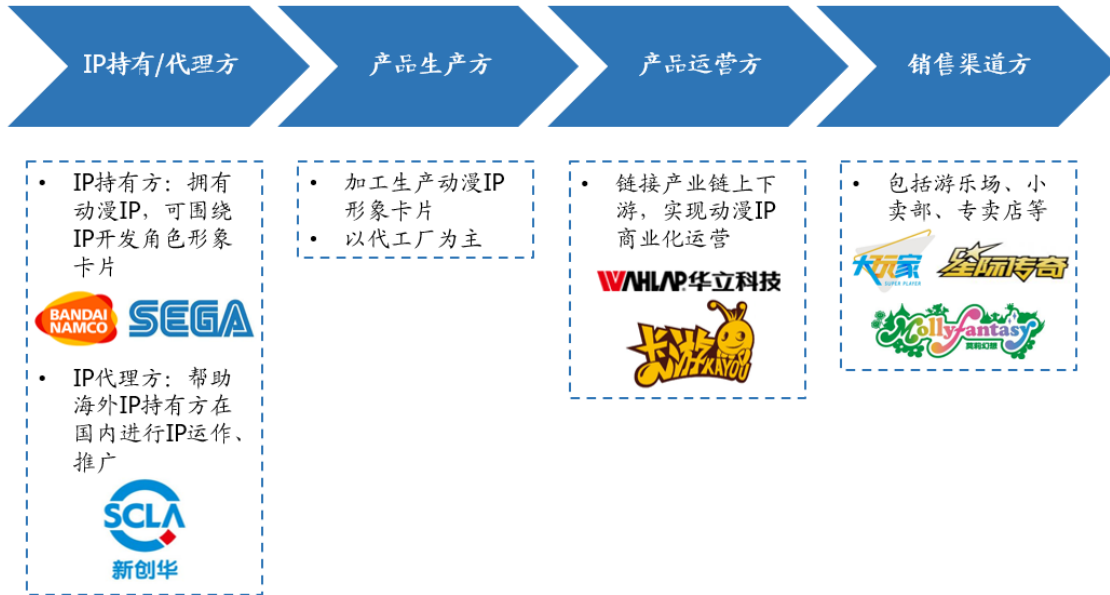 IP持有/代理方
产品生产方
产品运营方
销售渠道方
• IP持有方：拥有
动漫IP，可围绕
IP开发角色形象
卡片
BANDAI
NAMCO
SEGA
• IP代理方：帮助
海外IP持有方在
国内进行IP运作、
推广
SCLA
新创华
• 加工生产动漫IP
形象卡片
• 以代工厂为主
• 链接产业链上下
游，实现动漫IP
商业化运营
WAHLAP华立科技
卡游
KAYOU
• 包括游乐场、小
卖部、专卖店等
大玩家
SUPER PLAYER
星际传奇
Mollyfantasy
莫莉幻想